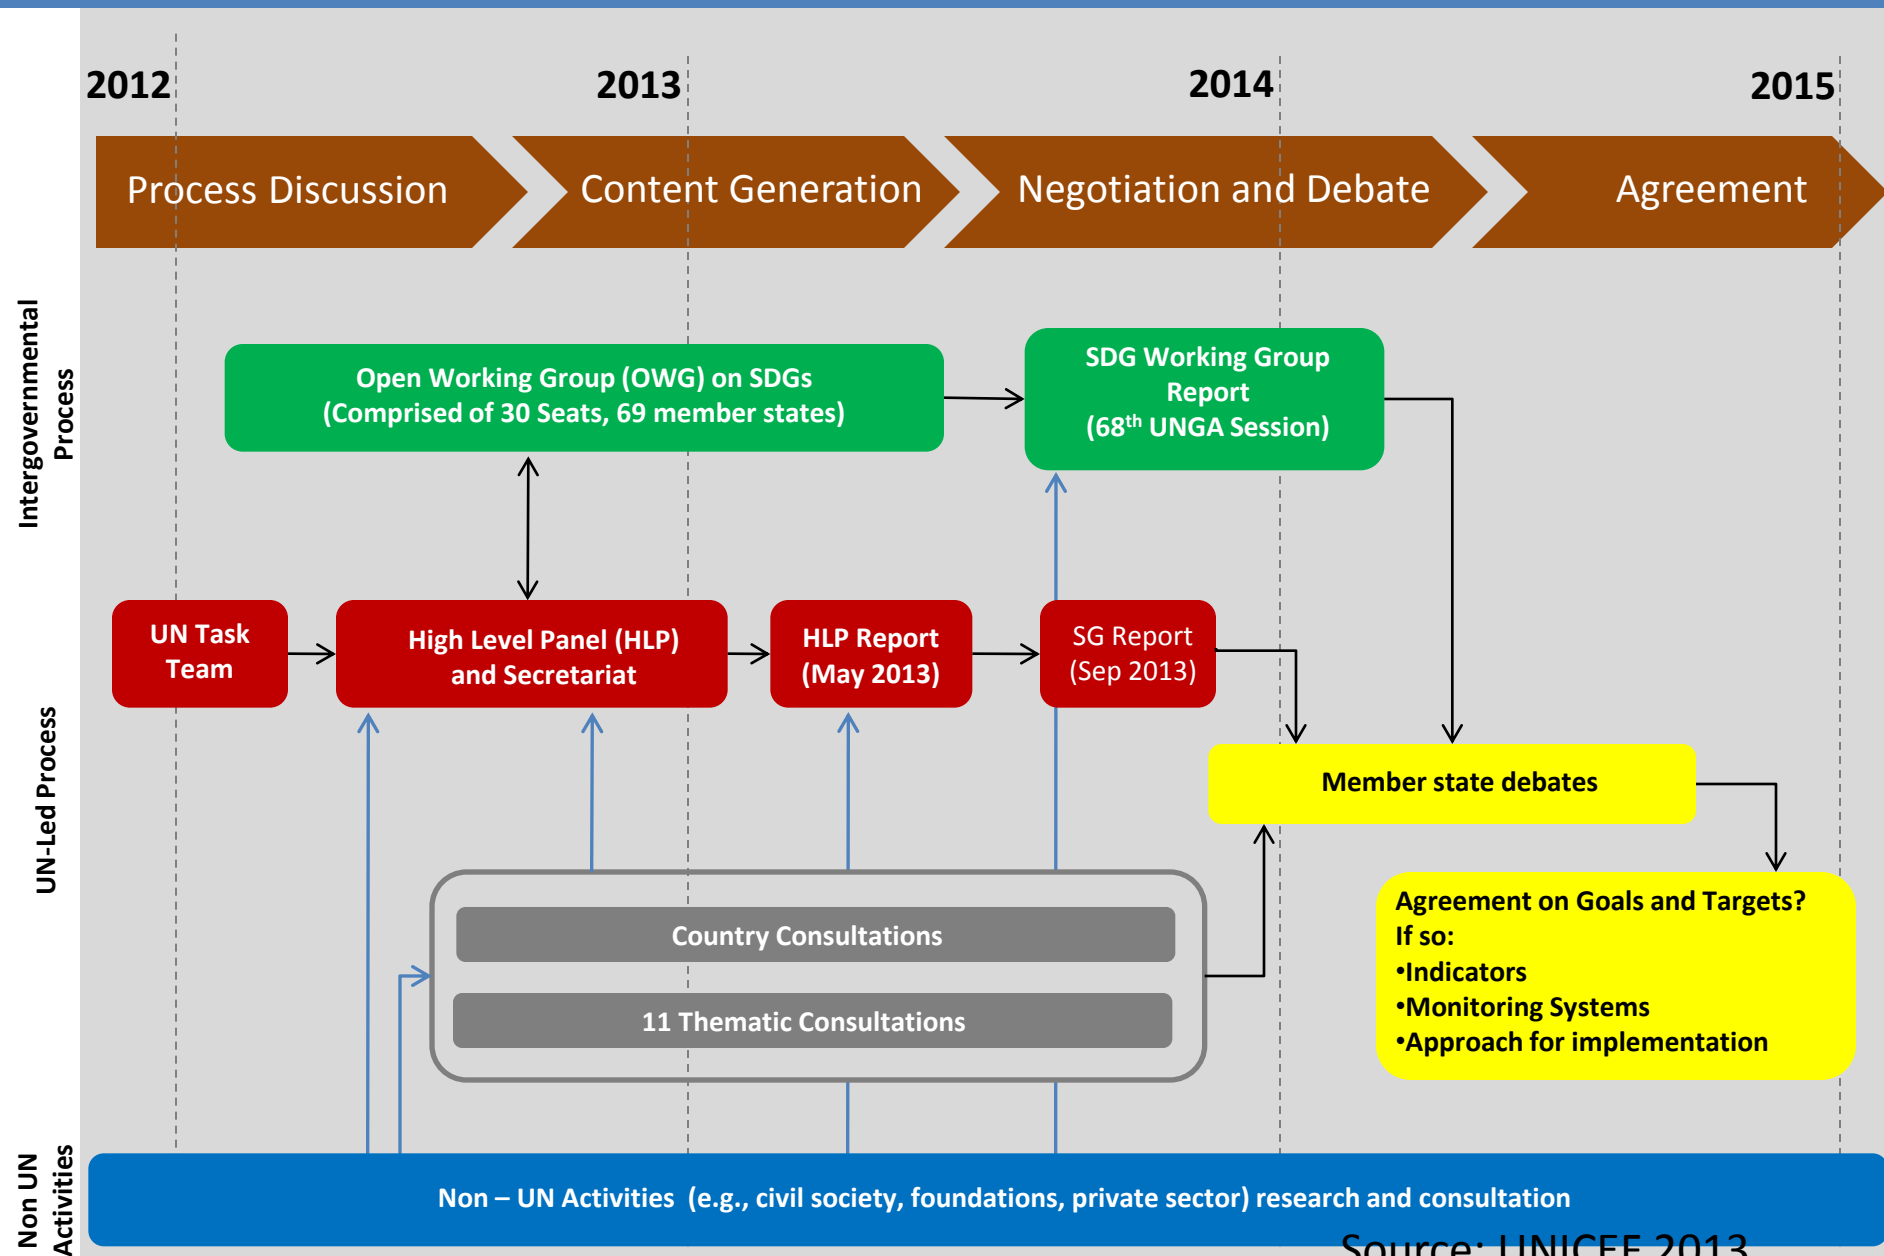 2012
2013
2014
2015
Process Discussion
Content Generation
Negotiation and Debate
Agreement
Intergovernmental
Process
Open Working Group (OWG) on SDGs
(Comprised of 30 Seats, 69 member states)
SDG Working Group
Report
(68th UNGA Session)
UN-Led Process
UN Task
Team
High Level Panel (HLP)
and Secretariat
HLP Report
(May 2013)
SG Report
(Sep 2013)
Member state debates
Country Consultations
11 Thematic Consultations
Agreement on Goals and Targets?
If so:
•Indicators
•Monitoring Systems
•Approach for implementation
Non UN
Activities
Non – UN Activities (e.g., civil society, foundations, private sector) research and consultation
Source: UNICEF 2013